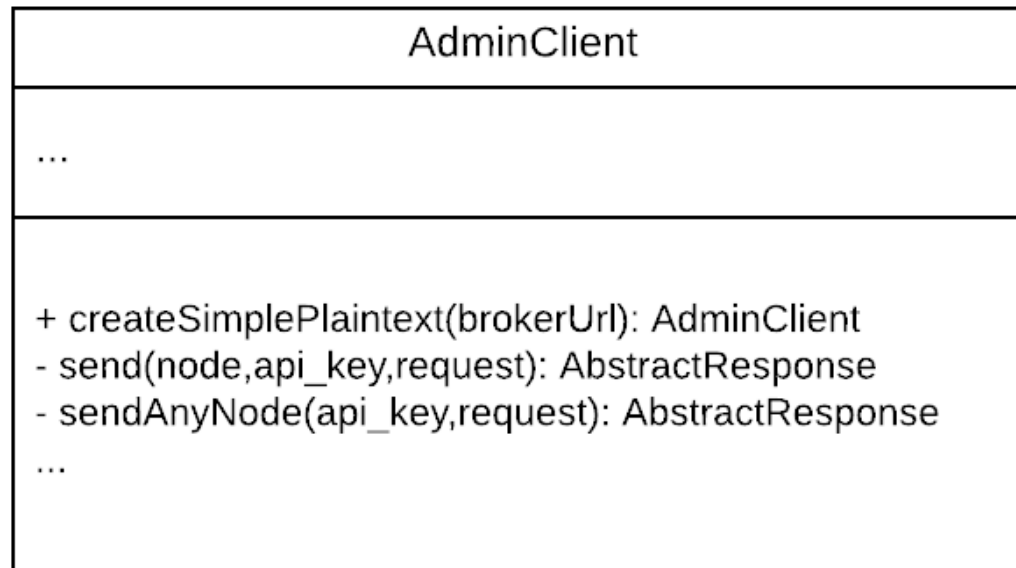 AdminClient
...
+ createSimplePlaintext(brokerUrl): AdminClient
- send(node,api_key,request): AbstractResponse
- sendAnyNode(api_key,request): AbstractResponse
...